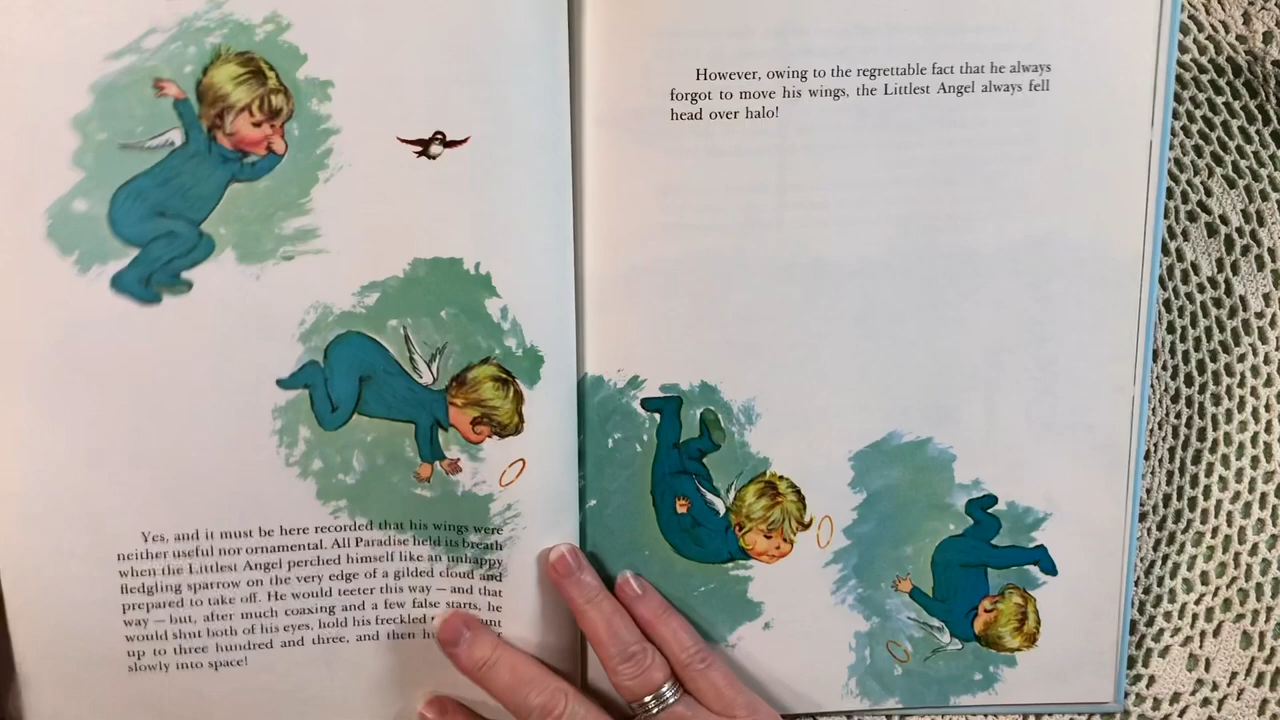 Yes, and it must be here recorded that his wings were
neither useful nor ornamental. All Paradise held its breath
when the Littlest Angel perched himself like an unhappy
fledgling sparrow on the very edge of a gilded cloud and
prepared to take off. He would teeter this way — and that
way — but, after much coaxing and a few false starts, he
would shut both of his eyes, hold his freckled
up to three hundred and three, and then
slowly into space!
However, owing to the regrettable fact that he always
forgot to move his wings, the Littlest Angel always fell
head over halo!